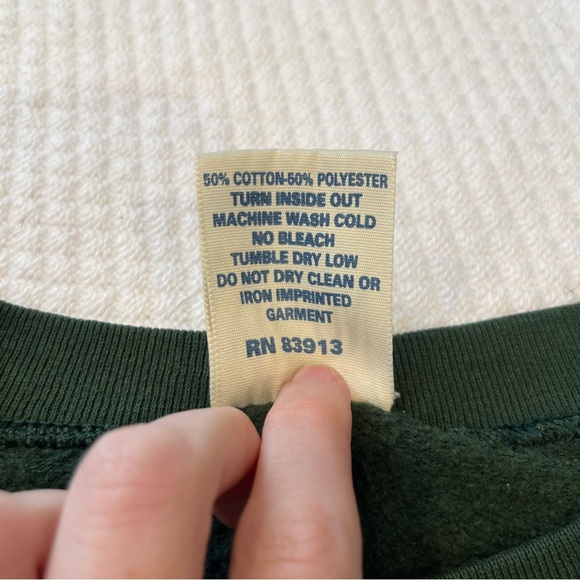 50% COTTON-50% POLYESTER
TURN INSIDE OUT
MACHINE WASH COLD
NO BLEACH
TUMBLE DRY LOW
DO NOT DRY CLEAN OR
IRON IMPRINTED
GARMENT
RN 83913